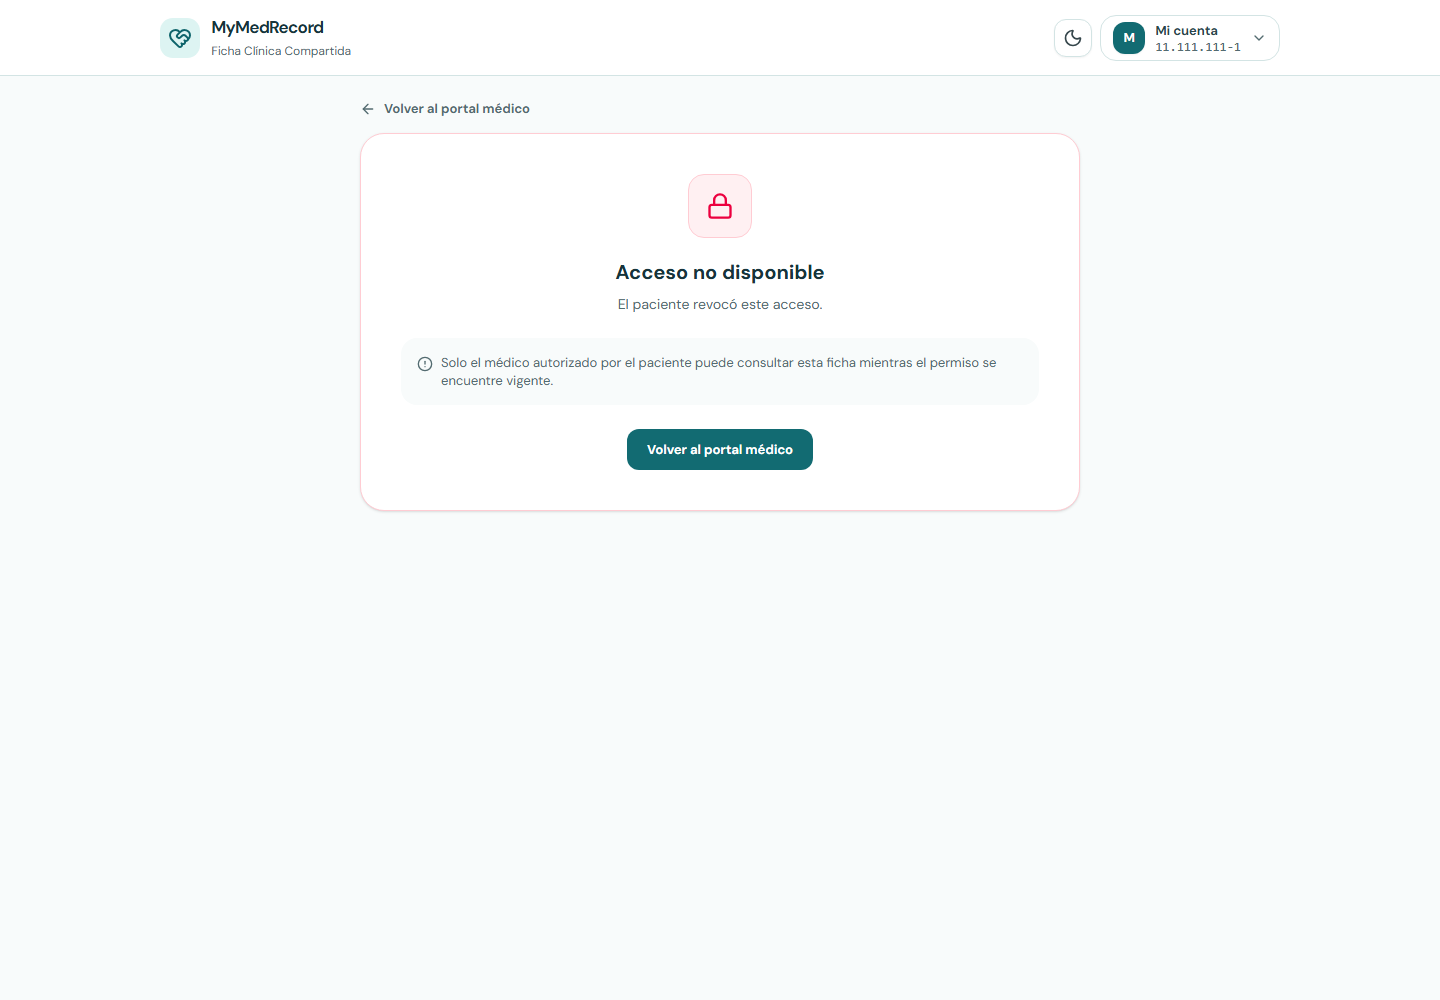 MyMedRecord
Ficha Clínica Compartida
M
Mi cuenta
11.111.111-1
Volver al portal médico
Acceso no disponible
El paciente revocó este acceso.
Solo el médico autorizado por el paciente puede consultar esta ficha mientras el permiso se
encuentre vigente.
Volver al portal médico